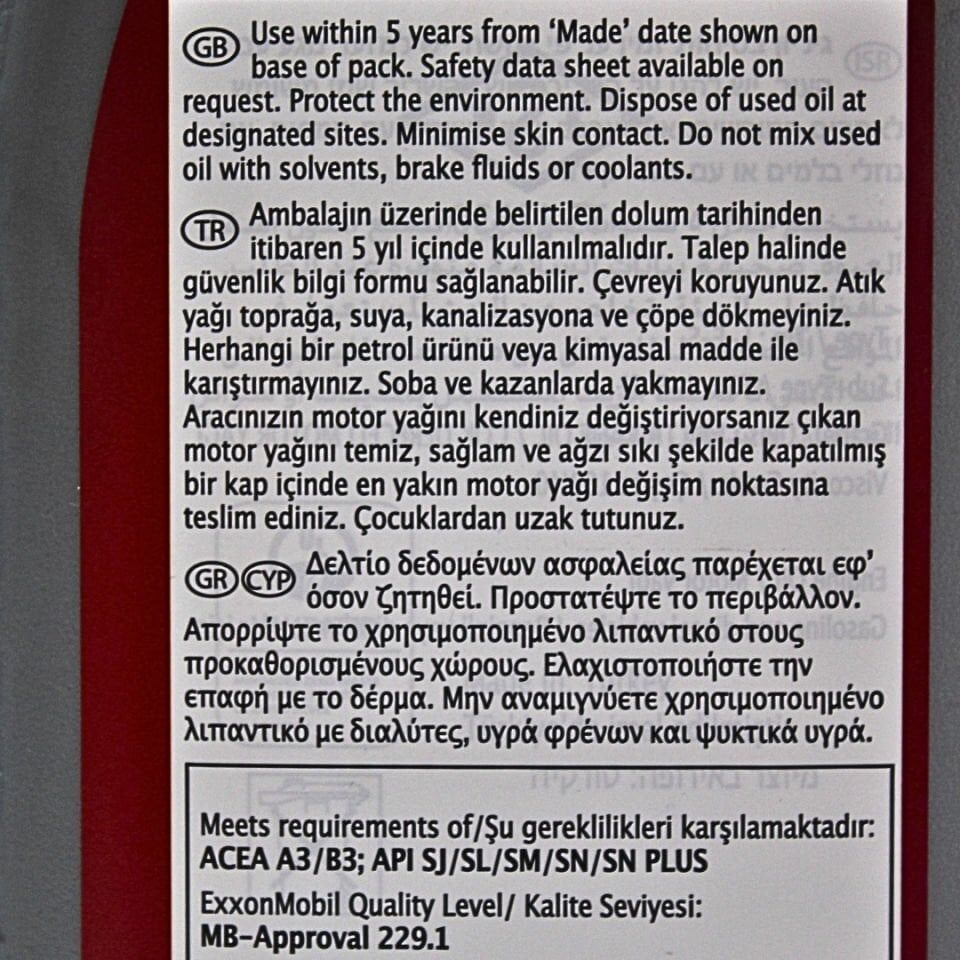 GB Use within 5 years from ‘Made’ date shown on
base of pack. Safety data sheet available on
request. Protect the environment. Dispose of used oil at
designated sites. Minimise skin contact. Do not mix used
oil with solvents, brake fluids or coolants.
TR Ambalajın üzerinde belirtilen dolum tarihinden
itibaren 5 yıl içinde kullanılmalıdır. Talep halinde
güvenlik bilgi formu sağlanabilir. Çevreyi koruyunuz. Atık
yağı toprağa, suya, kanalizasyona ve çöpe dökmeyiniz.
Herhangi bir petrol ürünü veya kimyasal madde ile
karıştırmayınız. Soba ve kazanlarda yakmayınız.
Aracınızın motor yağını kendiniz değiştiriyorsanız çıkan
motor yağını temiz, sağlam ve ağzı sıkı şekilde kapatılmış
bir kap içinde en yakın motor yağı değişim noktasına
teslim ediniz. Çocuklardan uzak tutunuz.
GR CYP Δελτίο δεδομένων ασφαλείας παρέχεται εφ’
όσον ζητηθεί. Προστατέψτε το περιβάλλον.
Απορρίψτε το χρησιμοποιημένο λιπαντικό στους
προκαθορισμένους χώρους. Ελαχιστοποιήστε την
επαφή με το δέρμα. Μην αναμιγνύετε χρησιμοποιημένο
λιπαντικό με διαλύτες, υγρά φρένων και ψυκτικά υγρά.
Meets requirements of/Şu gereklilikleri karşılamaktadır:
ACEA A3/B3; API SJ/SL/SM/SN/SN PLUS
ExxonMobil Quality Level/ Kalite Seviyesi:
MB-Approval 229.1